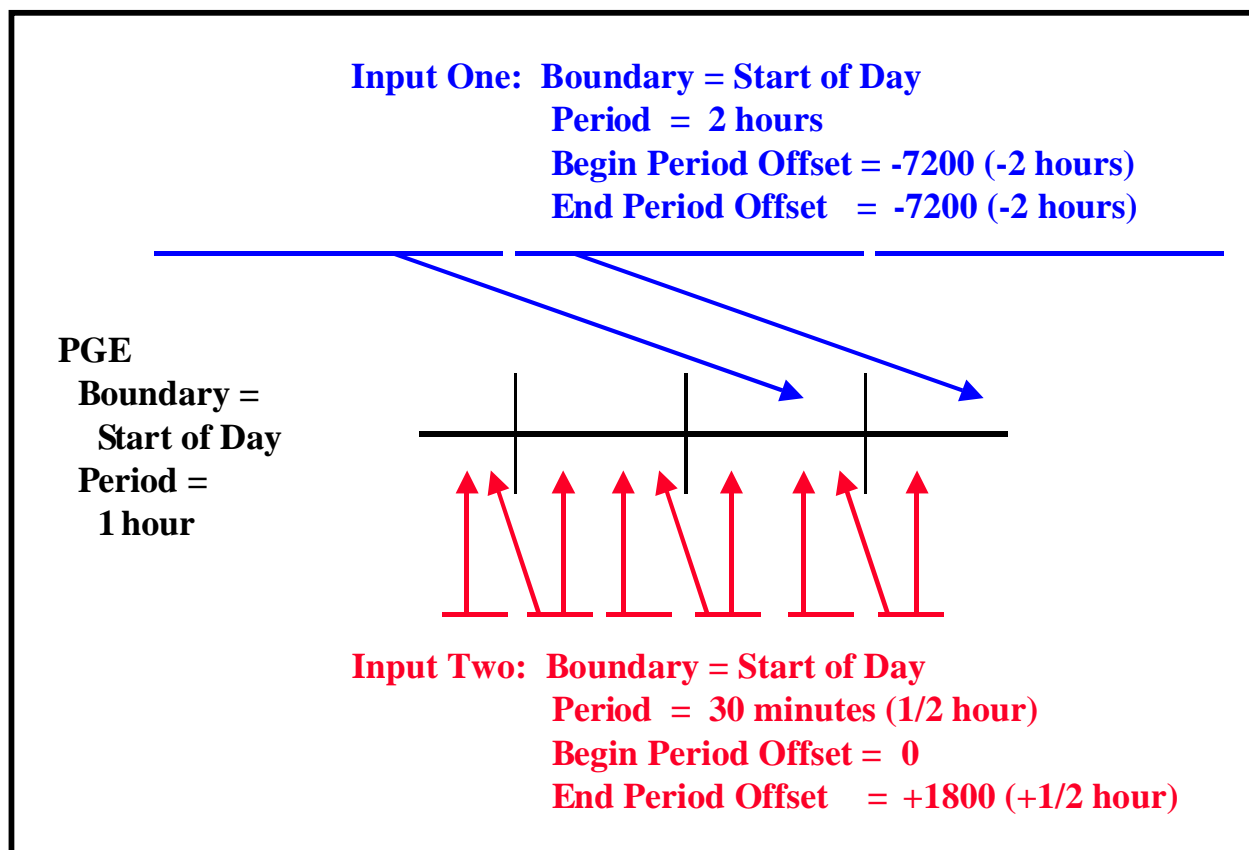 Input One: Boundary = Start of Day
Period = 2 hours
Begin Period Offset = -7200 (-2 hours)
End Period Offset = -7200 (-2 hours)
PGE
Boundary =
Start of Day
Period =
1 hour
Input Two: Boundary = Start of Day
Period = 30 minutes (1/2 hour)
Begin Period Offset = 0
End Period Offset = +1800 (+1/2 hour)